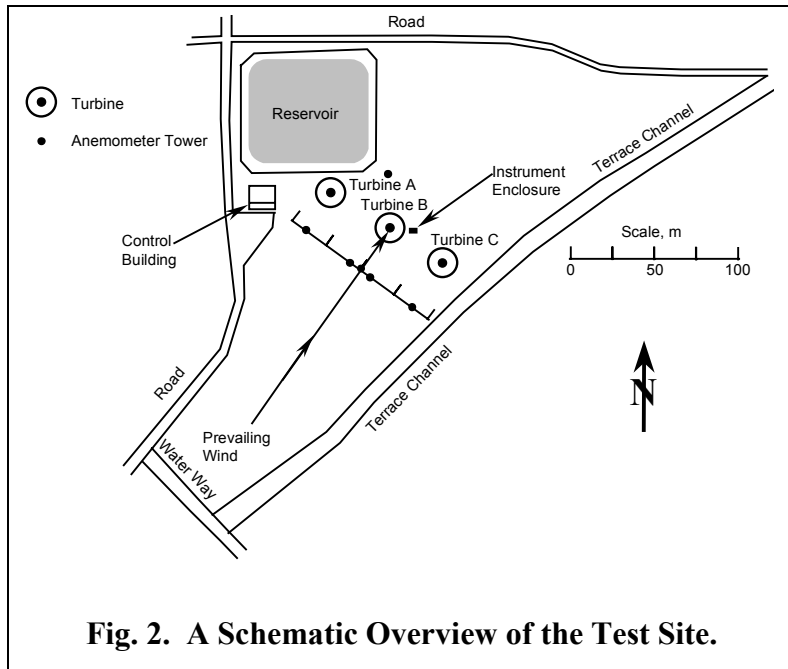 Road
Turbine
Reservoir
Anemometer Tower
Terrace Channel
Instrument
Enclosure
Turbine A
Turbine B
Control
Building
Turbine C
Scale, m
0 50 100
Road
Terrace Channel
N
Prevailing
Wind
Water Way
Fig. 2. A Schematic Overview of the Test Site.